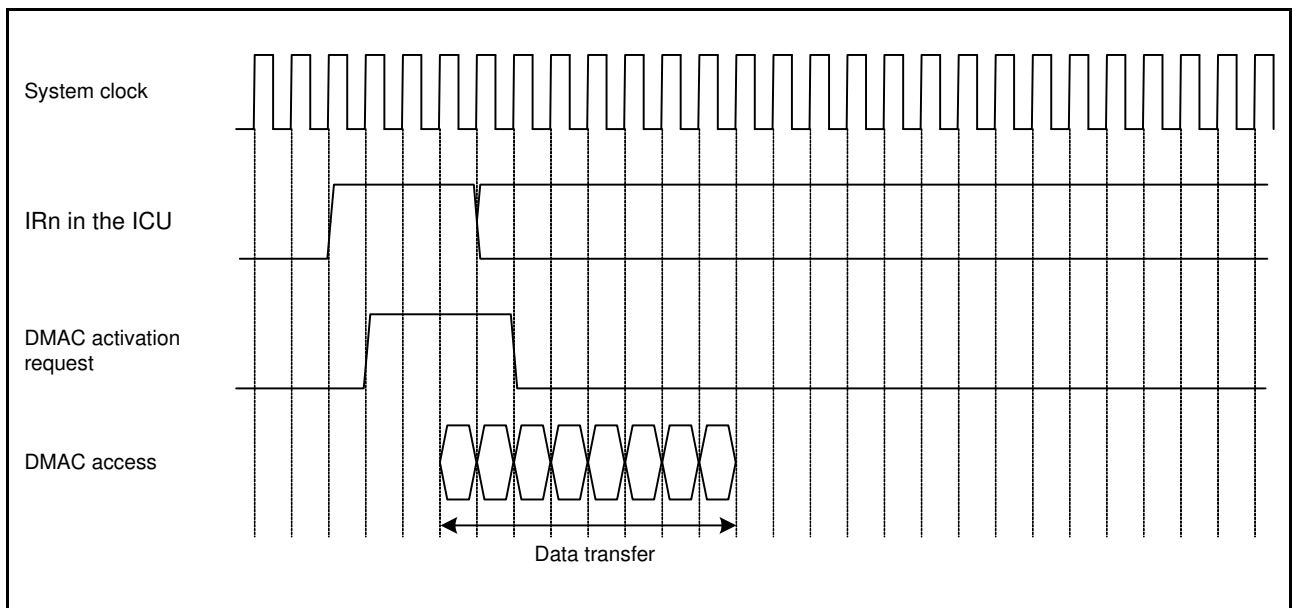 System clock
IRn in the ICU
DMAC activation
request
DMAC access
Data transfer